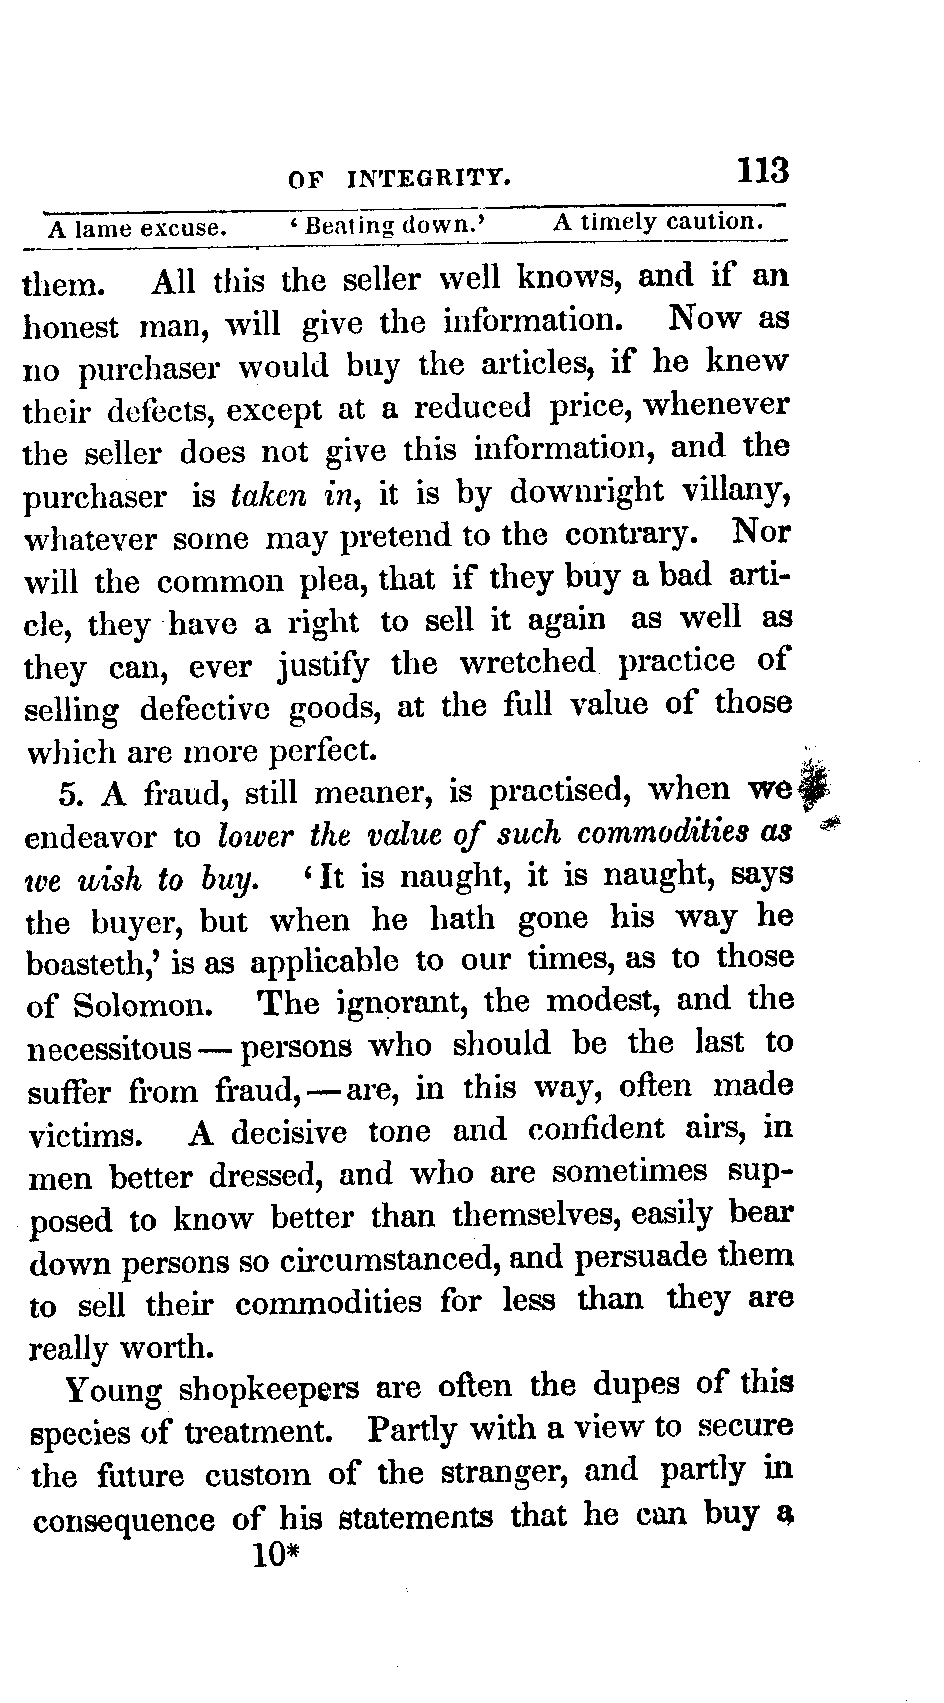 OF INTEGRITY. 113
A lame excuse. ‘Beating down.’ A timely caution.
them. All this the seller well knows, and if an
honest man, will give the information. Now as
no purchaser would buy the articles, if he knew
their defects, except at a reduced price, whenever
the seller does not give this information, and the
purchaser is taken in, it is by downright villany,
whatever some may pretend to the contrary. Nor
will the common plea, that if they buy a bad arti-
cle, they have a right to sell it again as well as
they can, ever justify the wretched practice of
selling defective goods, at the full value of those
which are more perfect.
5. A fraud, still meaner, is practised, when we
endeavor to lower the value of such commodities as
we wish to buy. ‘It is naught, it is naught, says
the buyer, but when he hath gone his way he
boasteth,’ is as applicable to our times, as to those
of Solomon. The ignorant, the modest, and the
necessitous — persons who should be the last to
suffer from fraud, — are, in this way, often made
victims. A decisive tone and confident airs, in
men better dressed, and who are sometimes sup-
posed to know better than themselves, easily bear
down persons so circumstanced, and persuade them
to sell their commodities for less than they are
really worth.
Young shopkeepers are often the dupes of this
species of treatment. Partly with a view to secure
the future custom of the stranger, and partly in
consequence of his statements that he can buy a
10*